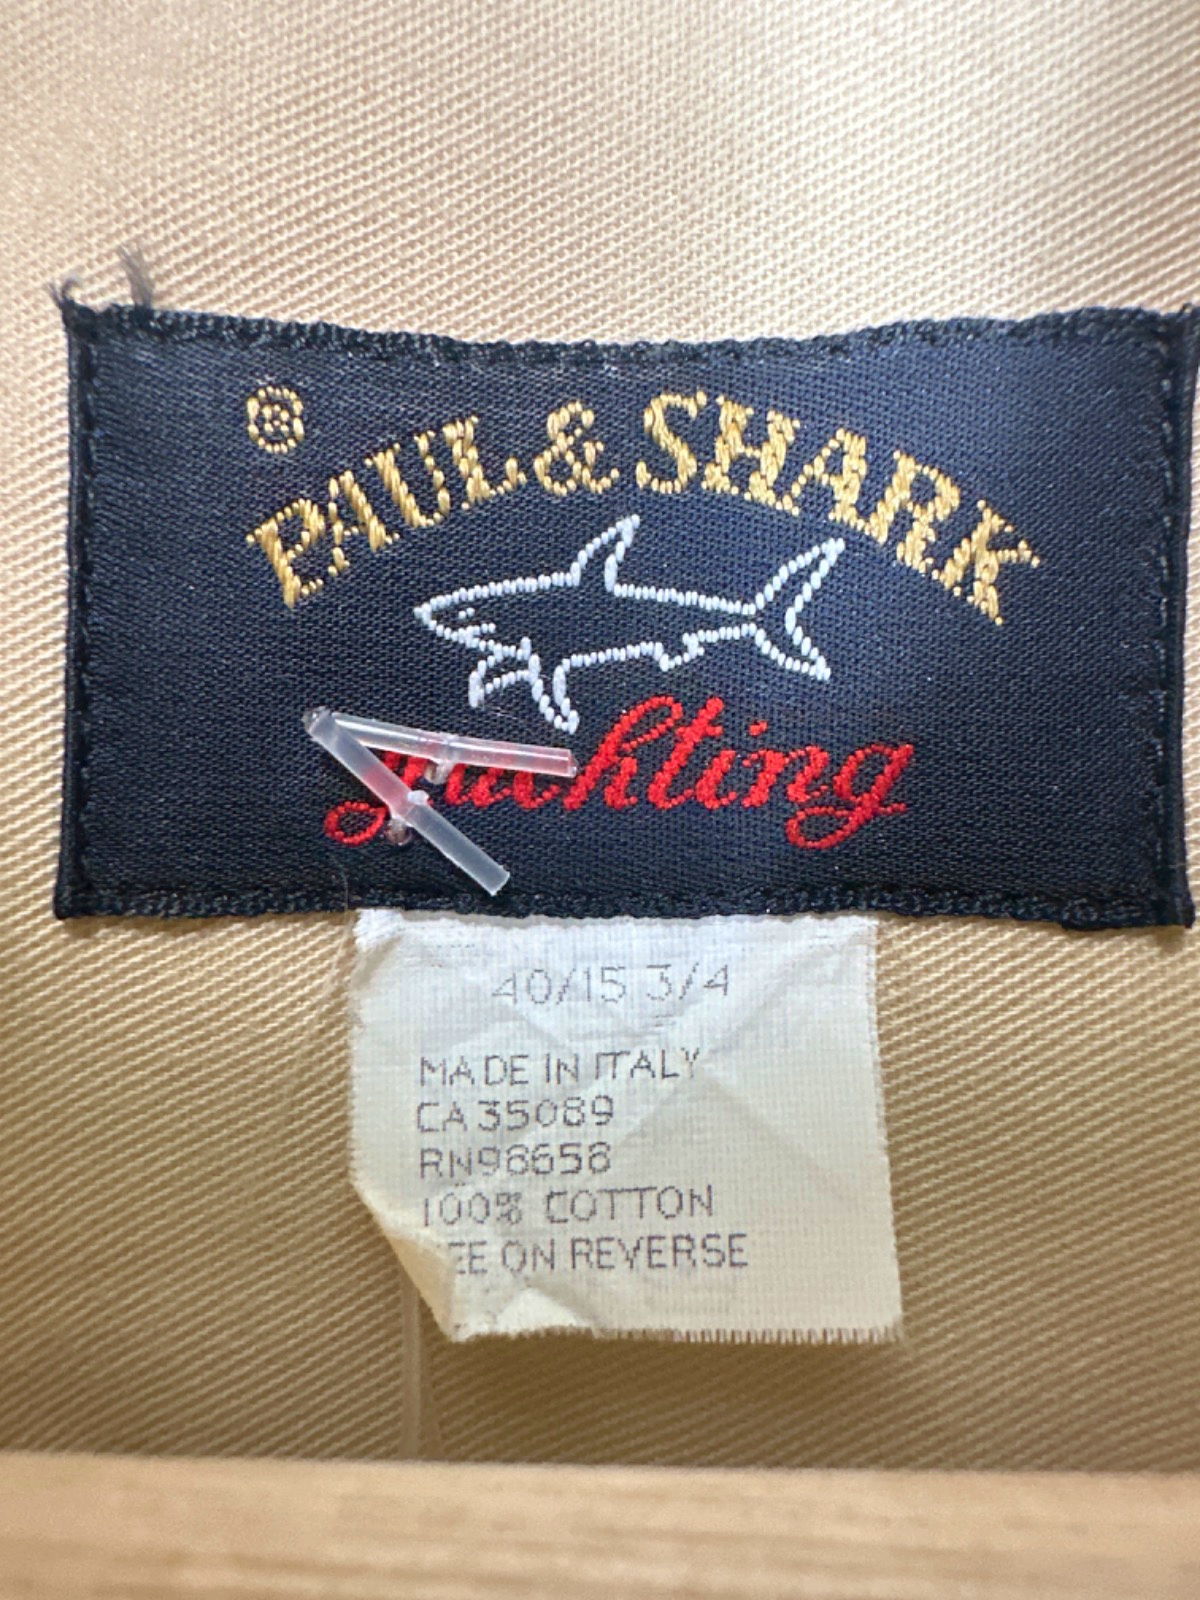 ®
PAUL & SHARK
yachting
40/15 3/4
MADE IN ITALY
CA 35089
RN98658
100% COTTON
EE ON REVERSE